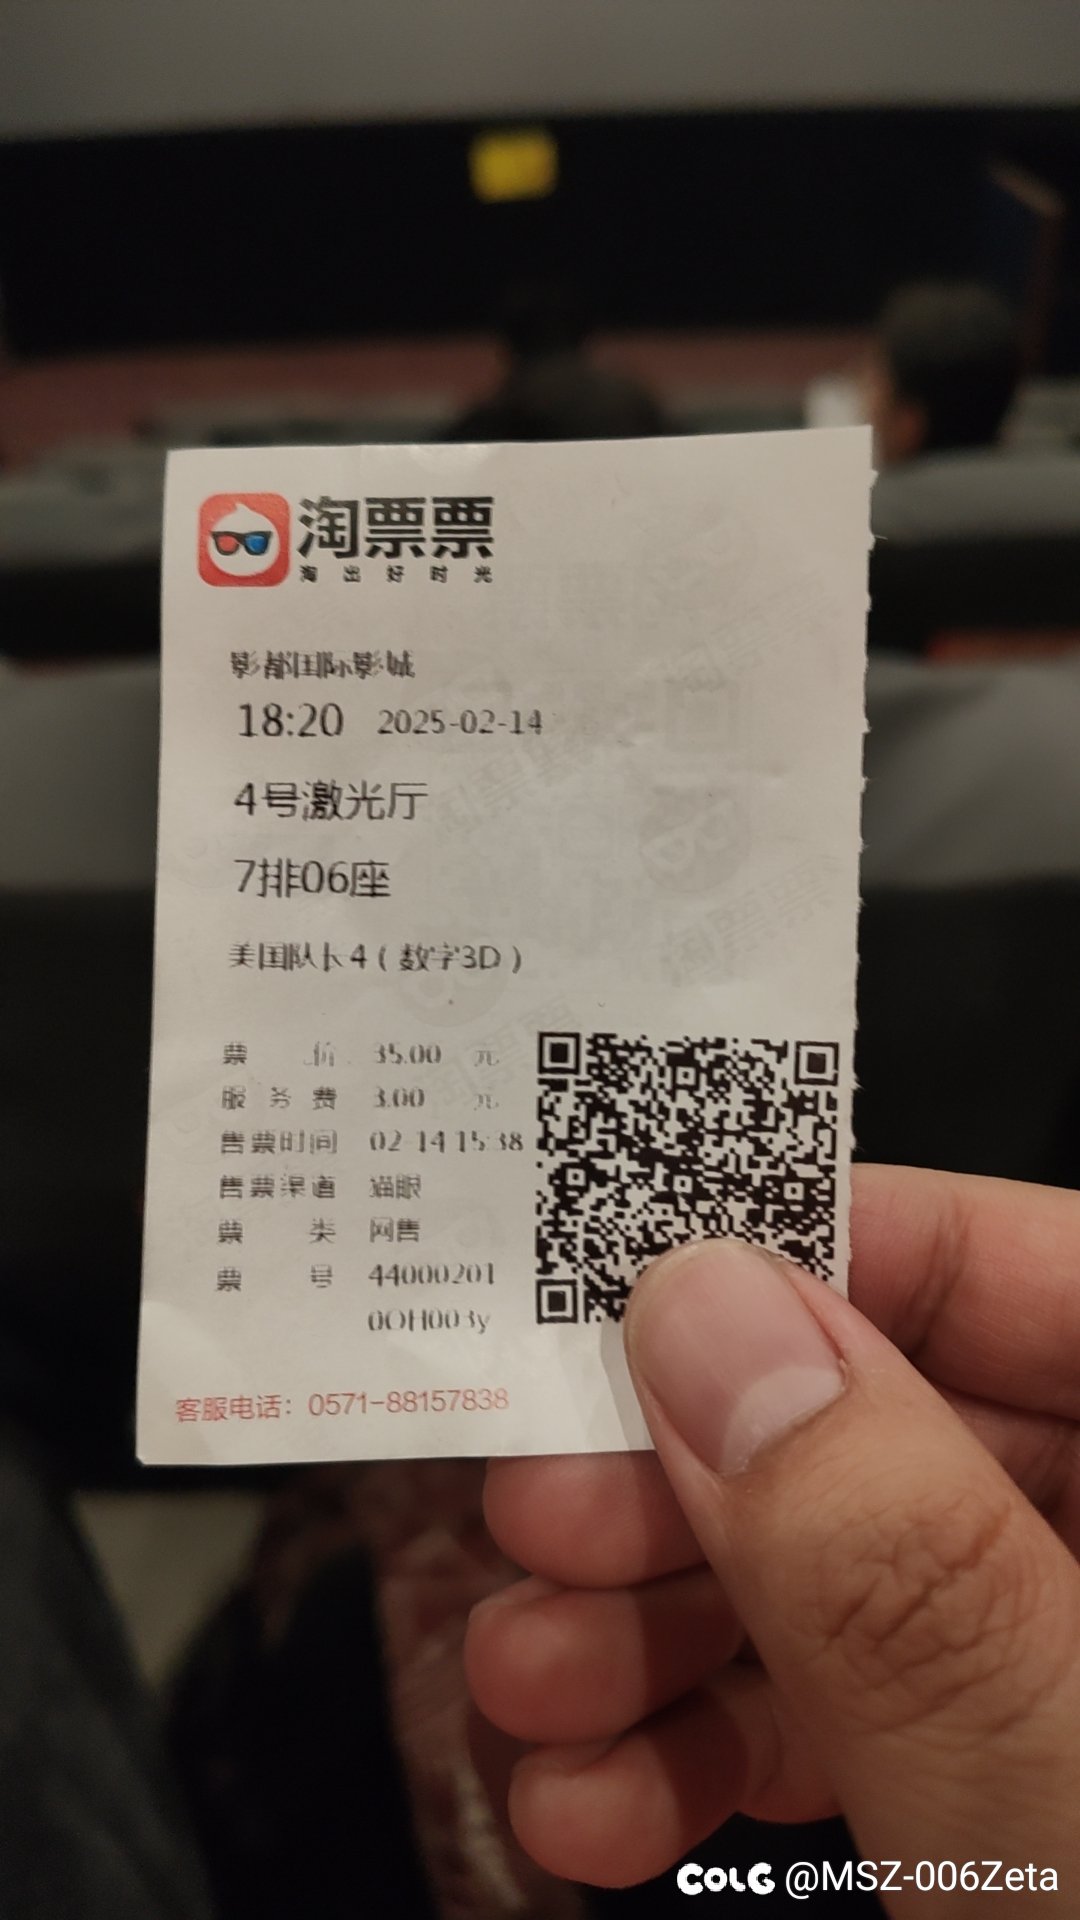 淘票票
淘出好时光
影都国际影城
18:20 2025-02-14
4号激光厅
7排06座
美国队长4(数字3D)
票 价 35.00 元
服务费 3.00 元
售票时间 02-14 15:38
售票渠道 猫眼
票 类 网售
票 号 44000201
0OH003y
客服电话：0571-88157838
COLG @MSZ-006Zeta